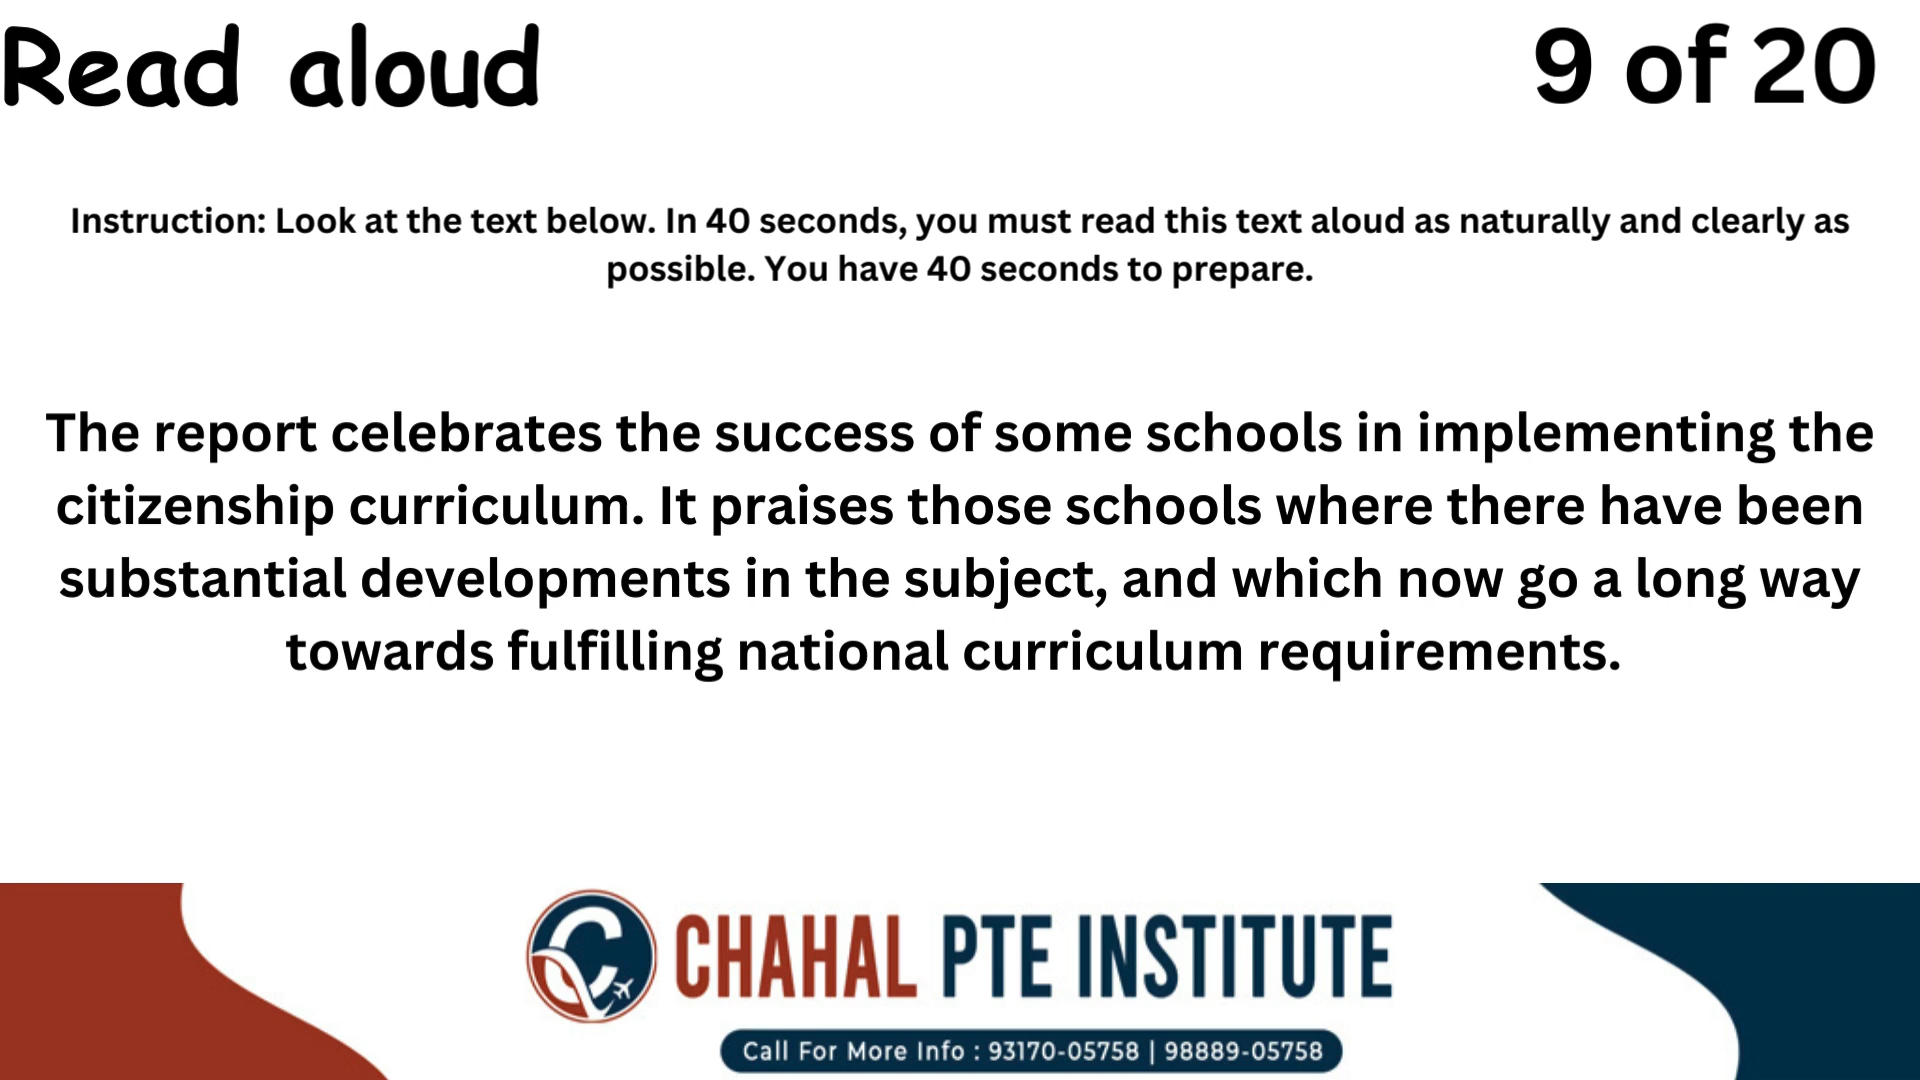 Read aloud
9 of 20
Instruction: Look at the text below. In 40 seconds, you must read this text aloud as naturally and clearly as
possible. You have 40 seconds to prepare.
The report celebrates the success of some schools in implementing the
citizenship curriculum. It praises those schools where there have been
substantial developments in the subject, and which now go a long way
towards fulfilling national curriculum requirements.
CHAHAL PTE INSTITUTE
Call For More Info : 93170-05758 | 98889-05758